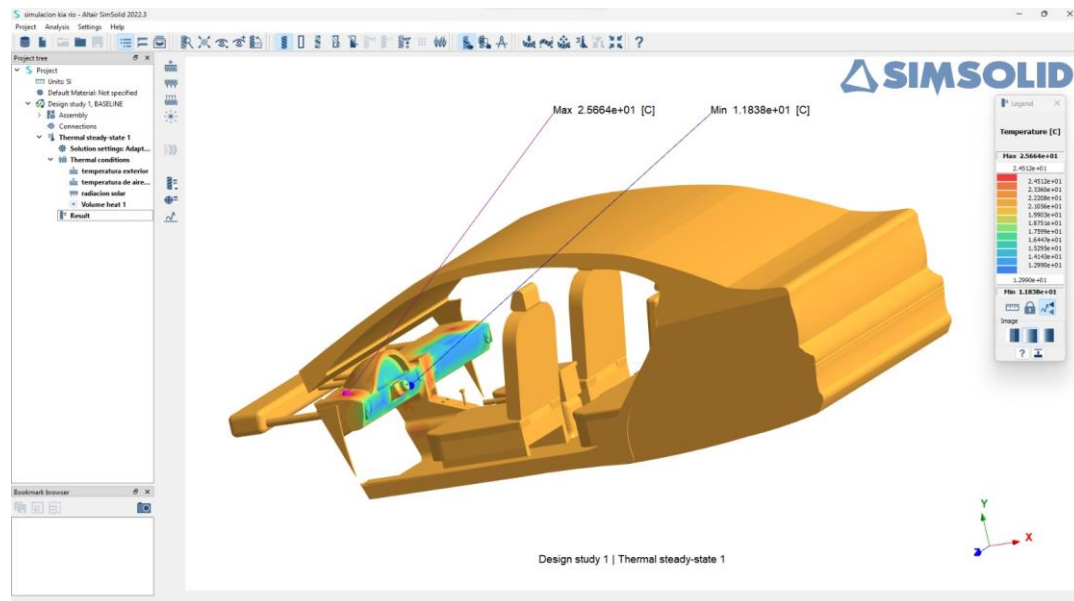 simulacion kia rio - Altair SimSolid 2022.3
Project Analysis Settings Help
Project tree
Project
Units: SI
Default Material: Not specified
Design study 1, BASELINE
Assembly
Connections
Thermal steady-state 1
Solution settings: Adapt...
Thermal conditions
temperatura exterior
temperatura de aire...
radiacion solar
Volume heat 1
Result
Bookmark browser
SIMSOLID
Max 2.5664e+01 [C]
Min 1.1838e+01 [C]
Legend
Temperature [C]
Max 2.5664e+01
2.4512e+01
2.4512e+01
2.3360e+01
2.2208e+01
2.1056e+01
1.9903e+01
1.8751e+01
1.7599e+01
1.6447e+01
1.5295e+01
1.4143e+01
1.2990e+01
1.2990e+01
Min 1.1838e+01
Image
?
Y
X
Z
Design study 1 | Thermal steady-state 1